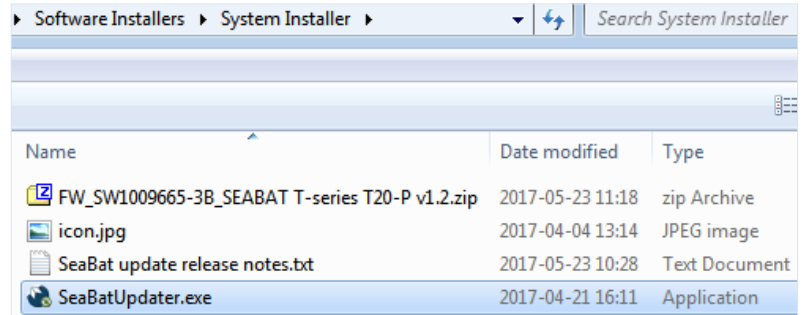 Software Installers System Installer Search System Installer
Name Date modified Type
FW_SW1009665-3B_SEABAT T-series T20-P v1.2.zip 2017-05-23 11:18 zip Archive
icon.jpg 2017-04-04 13:14 JPEG image
SeaBat update release notes.txt 2017-05-23 10:28 Text Document
SeaBatUpdater.exe 2017-04-21 16:11 Application